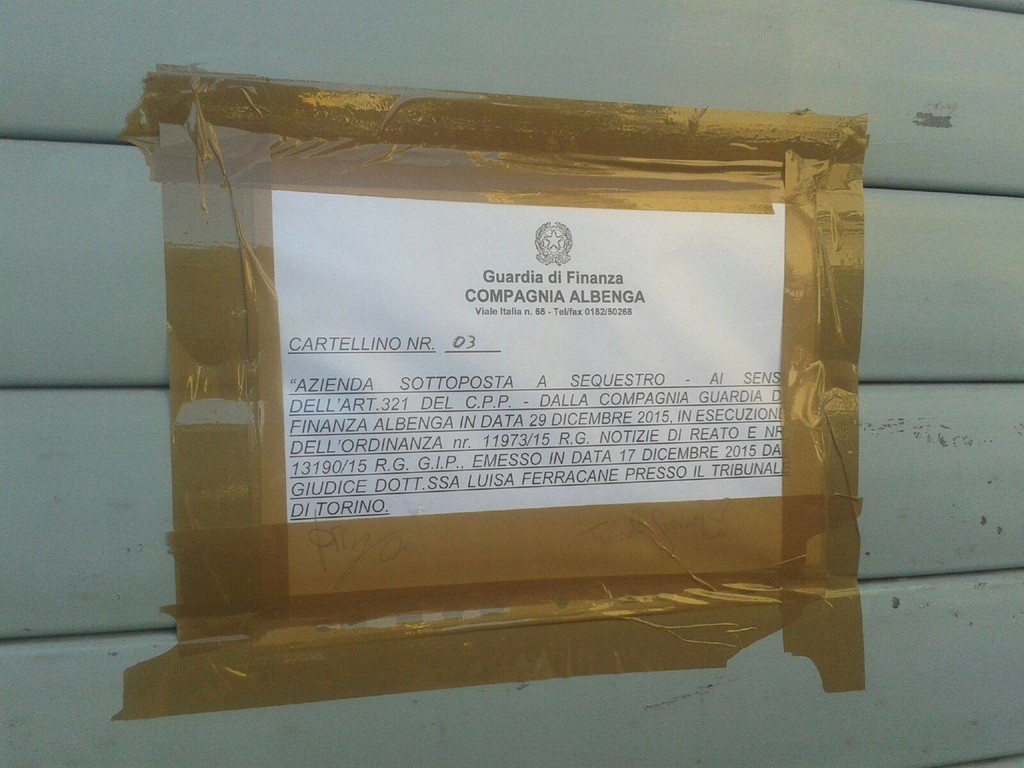 Guardia di Finanza
COMPAGNIA ALBENGA
Viale Italia n. 65 - Tel/fax 0182/50268
CARTELLINO NR. 03
“AZIENDA SOTTOPOSTA A SEQUESTRO - AI SENS
DELL'ART.321 DEL C.P.P. - DALLA COMPAGNIA GUARDIA D
FINANZA ALBENGA IN DATA 29 DICEMBRE 2015, IN ESECUZIONE
DELL'ORDINANZA nr. 11973/15 R.G. NOTIZIE DI REATO E NR
13190/15 R.G. G.I.P., EMESSO IN DATA 17 DICEMBRE 2015 DA
GIUDICE DOTT.SSA LUISA FERRACANE PRESSO IL TRIBUNALE
DI TORINO.